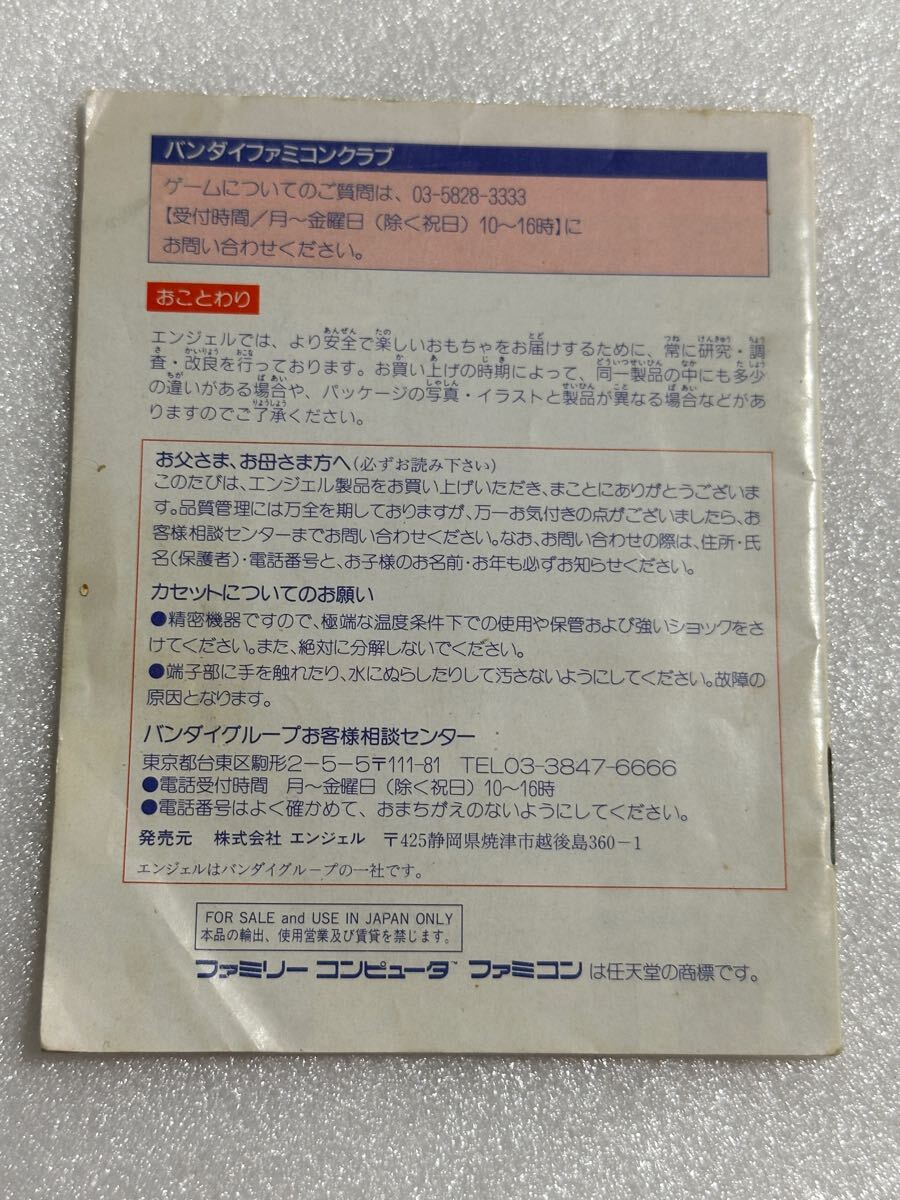 バンダイファミコンクラブ
ゲームについてのご質問は、03-5828-3333
【受付時間/月〜金曜日（除く祝日）10〜16時】に
お問い合わせください。
おことわり
エンジェルでは、より安全で楽しいおもちゃをお届けするために、常に研究・調
査・改良を行っております。お買い上げの時期によって、同一製品の中にも多少
の違いがある場合や、パッケージの写真・イラストと製品が異なる場合などがあ
りますのでご了承ください。
お父さま、お母さま方へ(必ずお読み下さい)
このたびは、エンジェル製品をお買い上げいただき、まことにありがとうございま
す。品質管理には万全を期しておりますが、万一お気付きの点がございましたら、お
客様相談センターまでお問い合わせください。なお、お問い合わせの際は、住所・氏
名(保護者)・電話番号と、お子様のお名前・お年も必ずお知らせください。
カセットについてのお願い
●精密機器ですので、極端な温度条件下での使用や保管および強いショックをさ
けてください。また、絶対に分解しないでください。
●端子部に手を触れたり、水にぬらしたりして汚さないようにしてください。故障の
原因となります。
バンダイグループお客様相談センター
東京都台東区駒形2-5-5〒111-81 TEL03-3847-6666
●電話受付時間 月〜金曜日（除く祝日）10〜16時
●電話番号はよく確かめて、おまちがえのないようにしてください。
発売元 株式会社 エンジェル 〒425静岡県焼津市越後島360-1
エンジェルはバンダイグループの一社です。
FOR SALE and USE IN JAPAN ONLY
本品の輸出、使用営業及び賃貸を禁じます。
ファミリー コンピュータ™ ファミコン は任天堂の商標です。